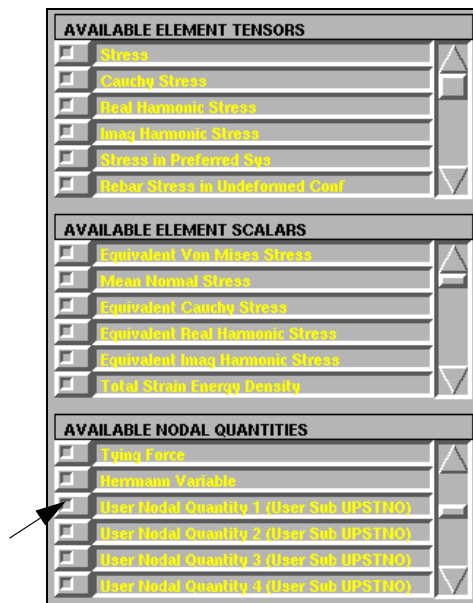 AVAILABLE ELEMENT TENSORS
Stress
Cauchy Stress
Real Harmonic Stress
Imag Harmonic Stress
Stress in Preferred Sys
Rebar Stress in Undeformed Conf
AVAILABLE ELEMENT SCALARS
Equivalent Von Mises Stress
Mean Normal Stress
Equivalent Cauchy Stress
Equivalent Real Harmonic Stress
Equivalent Imag Harmonic Stress
Total Strain Energy Density
AVAILABLE NODAL QUANTITIES
Tying Force
Herrmann Variable
User Nodal Quantity 1 (User Sub UPSTNO)
User Nodal Quantity 2 (User Sub UPSTNO)
User Nodal Quantity 3 (User Sub UPSTNO)
User Nodal Quantity 4 (User Sub UPSTNO)